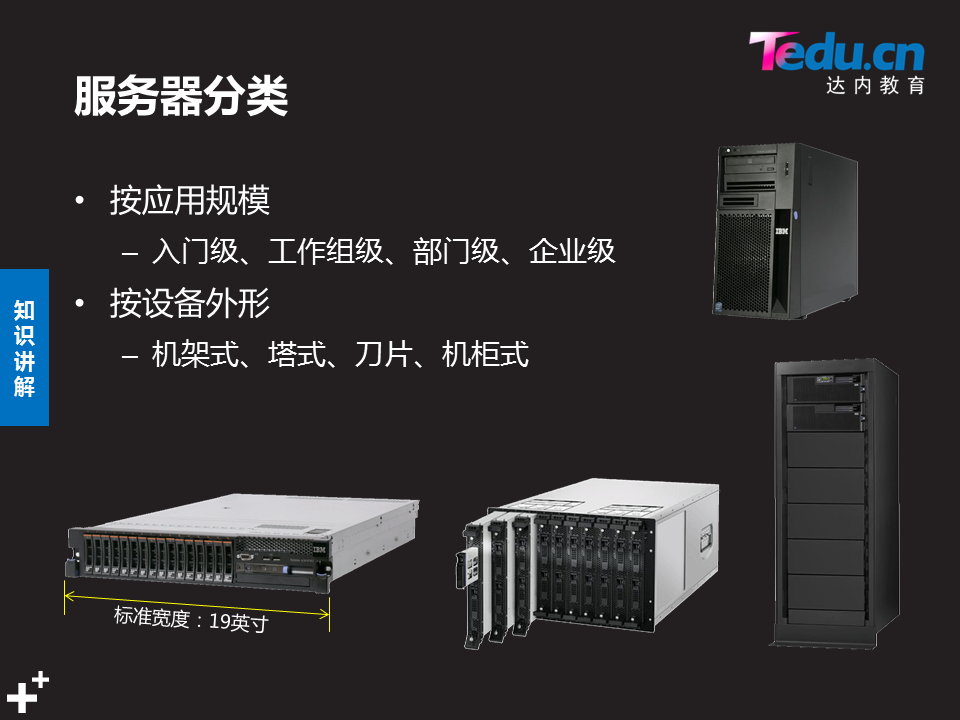 Tedu.cn
达内教育
服务器分类
• 按应用规模
– 入门级、工作组级、部门级、企业级
• 按设备外形
– 机架式、塔式、刀片、机柜式
知识讲解
IBM
IBM
标准宽度：19英寸